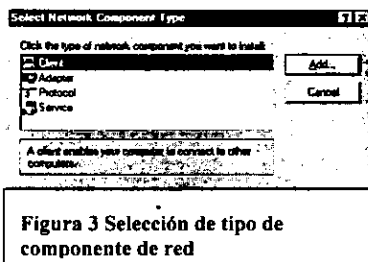 Select Network Component Type
Click the type of network component you want to install:
Client
Adapter
Protocol
Service
Add...
Cancel
A client enables your computer to connect to other
computers.
Figura 3 Selección de tipo de
componente de red